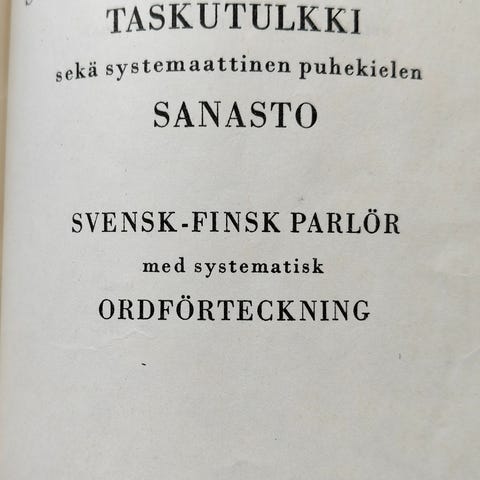 TASKUTULKKI
sekä systemaattinen puhekielen
SANASTO
SVENSK-FINSK PARLÖR
med systematisk
ORDFÖRTECKNING